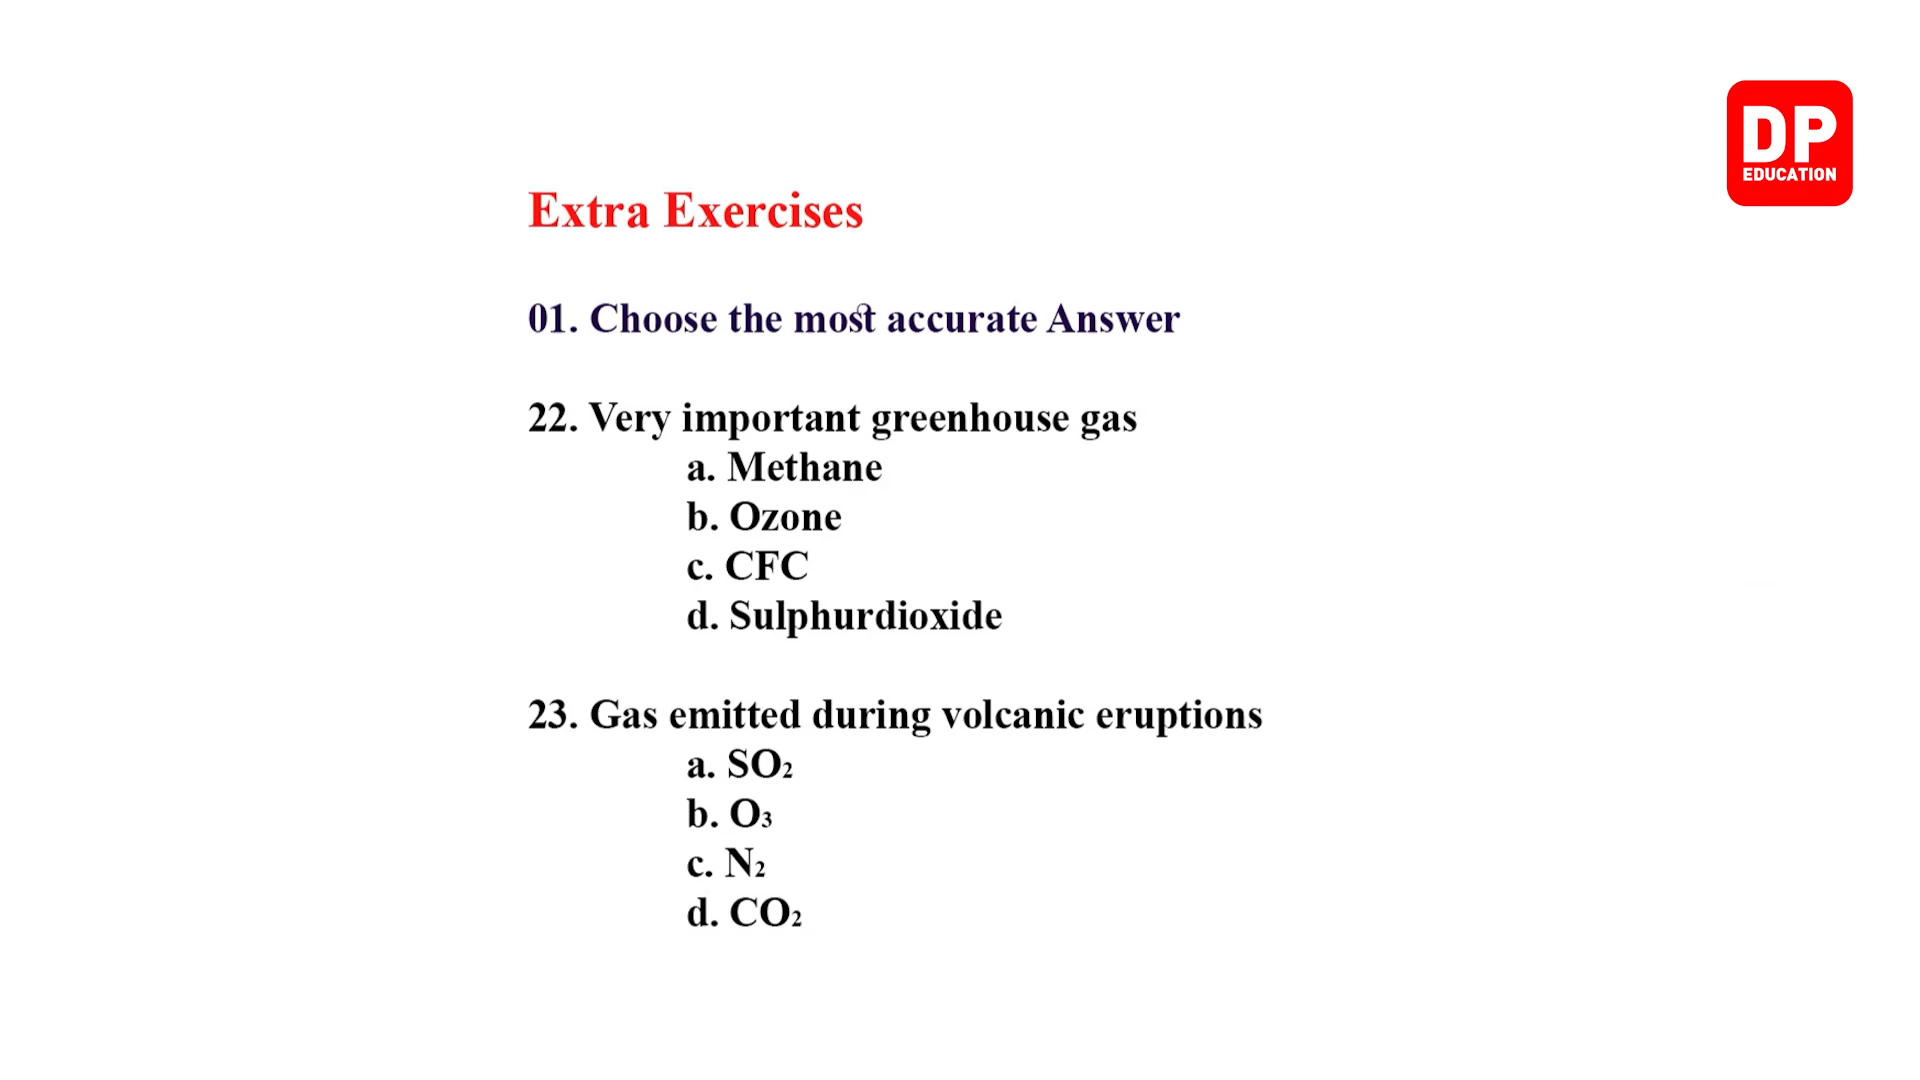 DP
EDUCATION
Extra Exercises
01. Choose the most accurate Answer
22. Very important greenhouse gas
a. Methane
b. Ozone
c. CFC
d. Sulphurdioxide
23. Gas emitted during volcanic eruptions
a. SO₂
b. O₃
c. N₂
d. CO₂